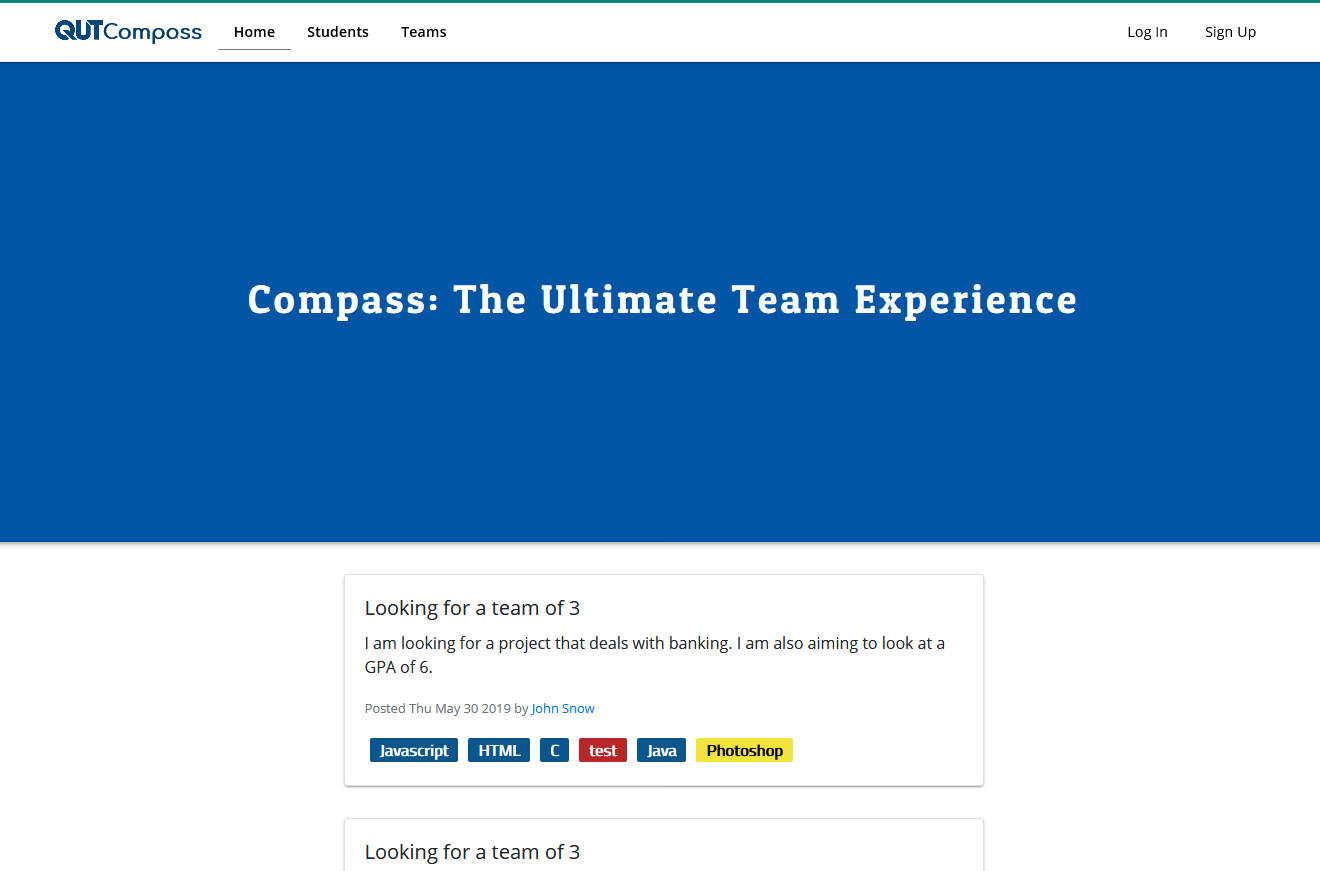 QUTCompass Home Students Teams Log In Sign Up
Compass: The Ultimate Team Experience
Looking for a team of 3
I am looking for a project that deals with banking. I am also aiming to look at a
GPA of 6.
Posted Thu May 30 2019 by John Snow
Javascript HTML C test Java Photoshop
Looking for a team of 3